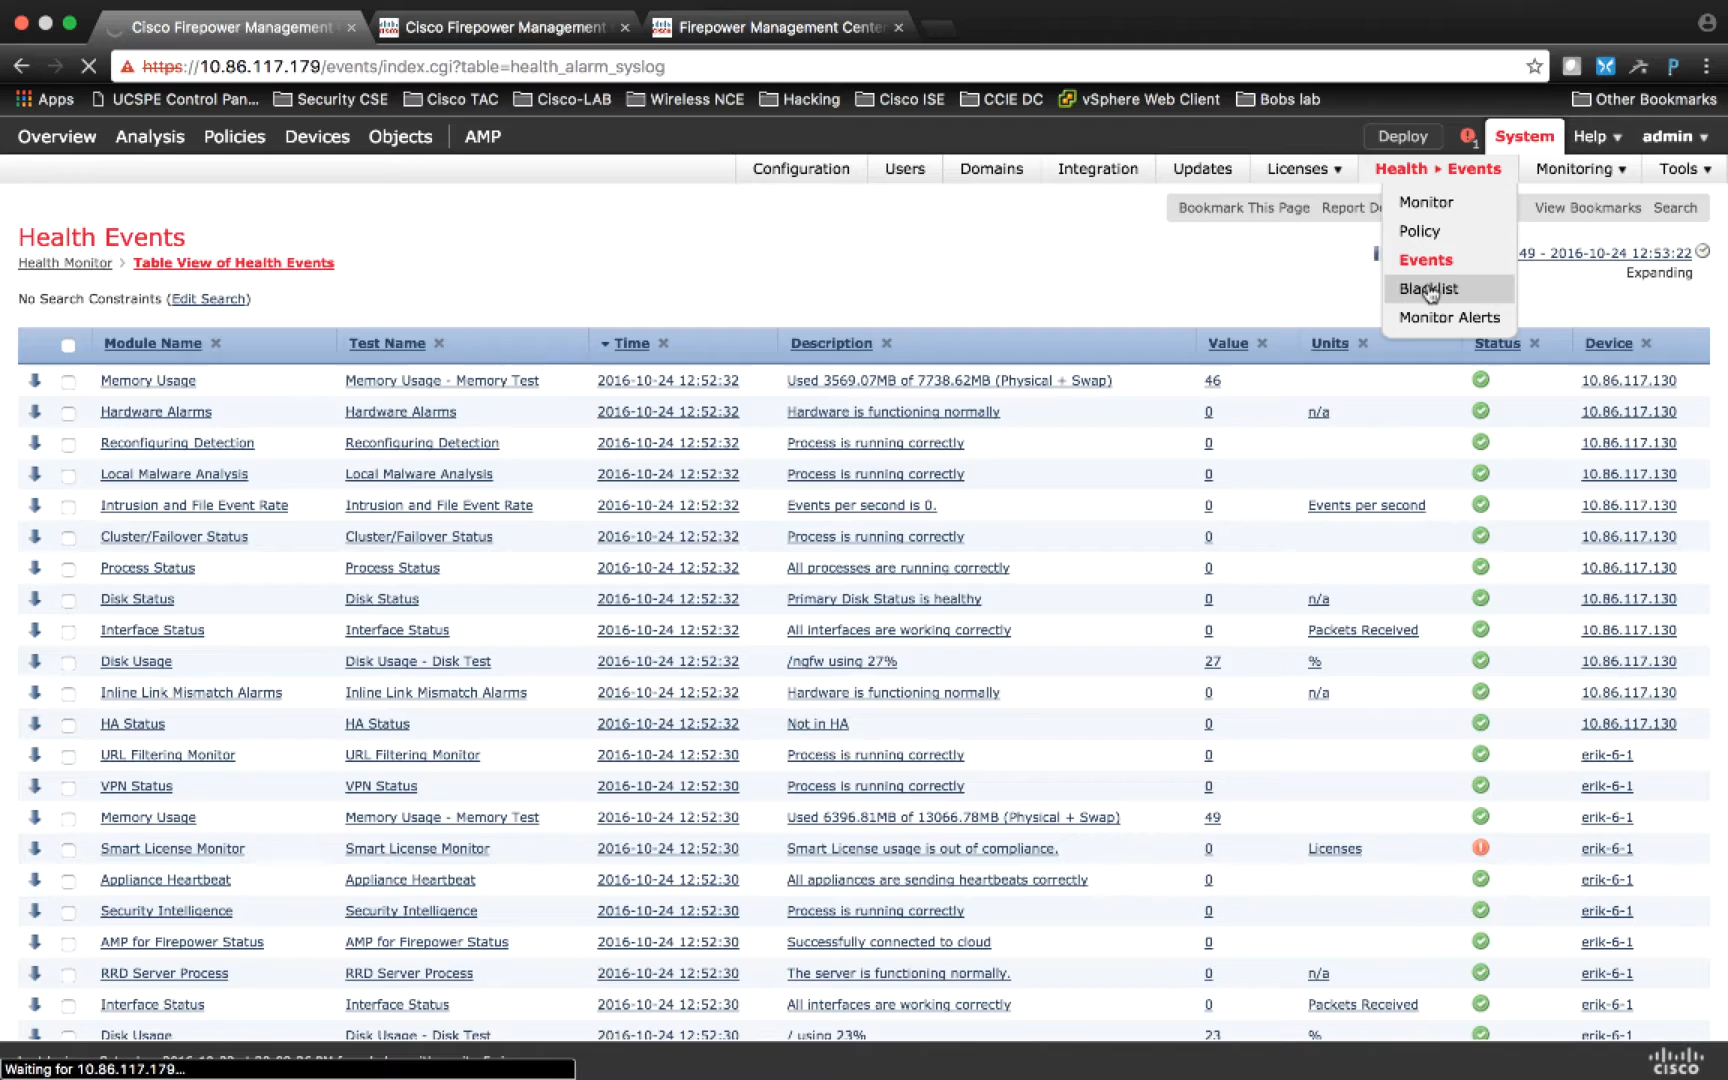 Cisco Firepower Management
Cisco Firepower Management
Firepower Management Center
https://10.86.117.179/events/index.cgi?table=health_alarm_syslog
Apps UCSPE Control Pan... Security CSE Cisco TAC Cisco-LAB Wireless NCE Hacking Cisco ISE CCIE DC vSphere Web Client Bobs lab Other Bookmarks
Overview Analysis Policies Devices Objects AMP Deploy 1 System Help admin
Configuration Users Domains Integration Updates Licenses Health Events Monitoring Tools
Monitor
Policy
Events
Blacklist
Monitor Alerts
Bookmark This Page Report View Bookmarks Search
Health Events
49 - 2016-10-24 12:53:22
Health Monitor > Table View of Health Events
Expanding
No Search Constraints (Edit Search)
Module Name Test Name Time Description Value Units Status Device
Memory Usage Memory Usage - Memory Test 2016-10-24 12:52:32 Used 3569.07MB of 7738.62MB (Physical + Swap) 46 10.86.117.130
Hardware Alarms Hardware Alarms 2016-10-24 12:52:32 Hardware is functioning normally 0 n/a 10.86.117.130
Reconfiguring Detection Reconfiguring Detection 2016-10-24 12:52:32 Process is running correctly 0 10.86.117.130
Local Malware Analysis Local Malware Analysis 2016-10-24 12:52:32 Process is running correctly 0 10.86.117.130
Intrusion and File Event Rate Intrusion and File Event Rate 2016-10-24 12:52:32 Events per second is 0. 0 Events per second 10.86.117.130
Cluster/Failover Status Cluster/Failover Status 2016-10-24 12:52:32 Process is running correctly 0 10.86.117.130
Process Status Process Status 2016-10-24 12:52:32 All processes are running correctly 0 10.86.117.130
Disk Status Disk Status 2016-10-24 12:52:32 Primary Disk Status is healthy 0 n/a 10.86.117.130
Interface Status Interface Status 2016-10-24 12:52:32 All interfaces are working correctly 0 Packets Received 10.86.117.130
Disk Usage Disk Usage - Disk Test 2016-10-24 12:52:32 /ngfw using 27% 27 % 10.86.117.130
Inline Link Mismatch Alarms Inline Link Mismatch Alarms 2016-10-24 12:52:32 Hardware is functioning normally 0 n/a 10.86.117.130
HA Status HA Status 2016-10-24 12:52:32 Not in HA 0 10.86.117.130
URL Filtering Monitor URL Filtering Monitor 2016-10-24 12:52:30 Process is running correctly 0 erik-6-1
VPN Status VPN Status 2016-10-24 12:52:30 Process is running correctly 0 erik-6-1
Memory Usage Memory Usage - Memory Test 2016-10-24 12:52:30 Used 6396.81MB of 13066.78MB (Physical + Swap) 49 erik-6-1
Smart License Monitor Smart License Monitor 2016-10-24 12:52:30 Smart License usage is out of compliance. 0 Licenses erik-6-1
Appliance Heartbeat Appliance Heartbeat 2016-10-24 12:52:30 All appliances are sending heartbeats correctly 0 erik-6-1
Security Intelligence Security Intelligence 2016-10-24 12:52:30 Process is running correctly 0 erik-6-1
AMP for Firepower Status AMP for Firepower Status 2016-10-24 12:52:30 Successfully connected to cloud 0 erik-6-1
RRD Server Process RRD Server Process 2016-10-24 12:52:30 The server is functioning normally. 0 n/a erik-6-1
Interface Status Interface Status 2016-10-24 12:52:30 All interfaces are working correctly 0 Packets Received erik-6-1
Disk Usage Disk Usage - Disk Test 2016-10-24 12:52:30 / using 23% 23 % erik-6-1
Waiting for 10.86.117.179...
CISCO